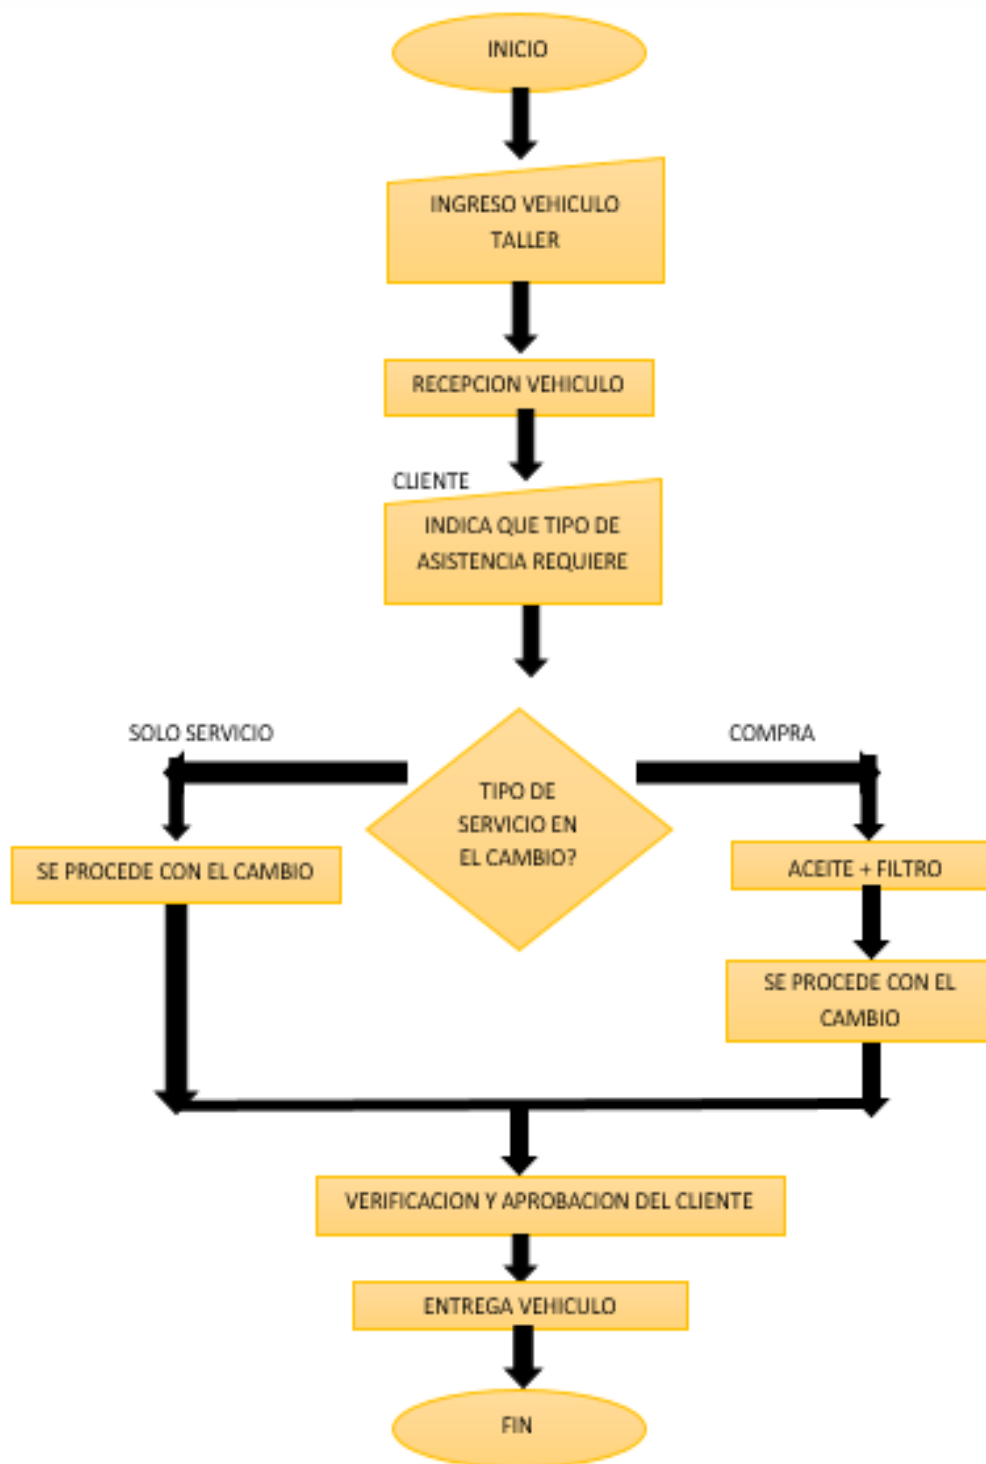 INICIO
INGRESO VEHICULO
TALLER
RECEPCION VEHICULO
CLIENTE
INDICA QUE TIPO DE
ASISTENCIA REQUIERE
SOLO SERVICIO
COMPRA
TIPO DE
SERVICIO EN
EL CAMBIO?
SE PROCEDE CON EL CAMBIO
ACEITE + FILTRO
SE PROCEDE CON EL
CAMBIO
VERIFICACION Y APROBACION DEL CLIENTE
ENTREGA VEHICULO
FIN